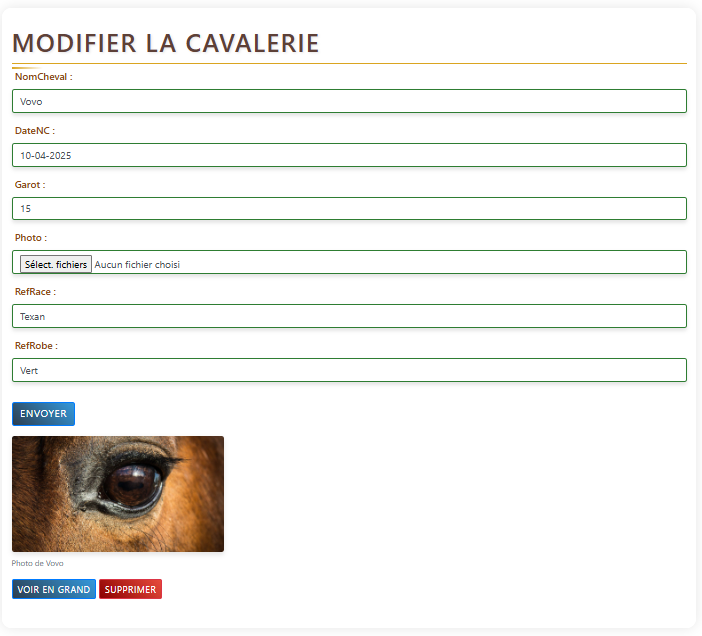 MODIFIER LA CAVALERIE
NomCheval :
Vovo
DateNC :
10-04-2025
Garot :
15
Photo :
Sélect. fichiers Aucun fichier choisi
RefRace :
Texan
RefRobe :
Vert
ENVOYER
Photo de Vovo
VOIR EN GRAND SUPPRIMER